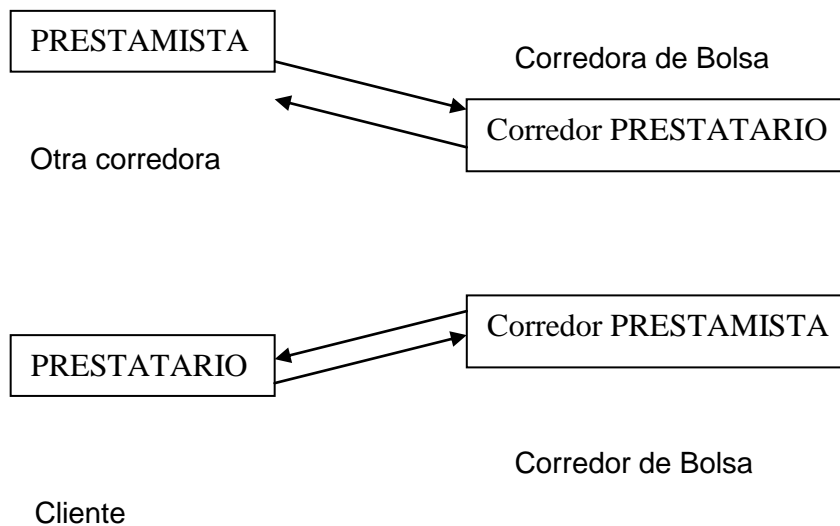 PRESTAMISTA
Corredora de Bolsa
Corredor PRESTATARIO
Otra corredora
Corredor PRESTAMISTA
PRESTATARIO
Corredor de Bolsa
Cliente